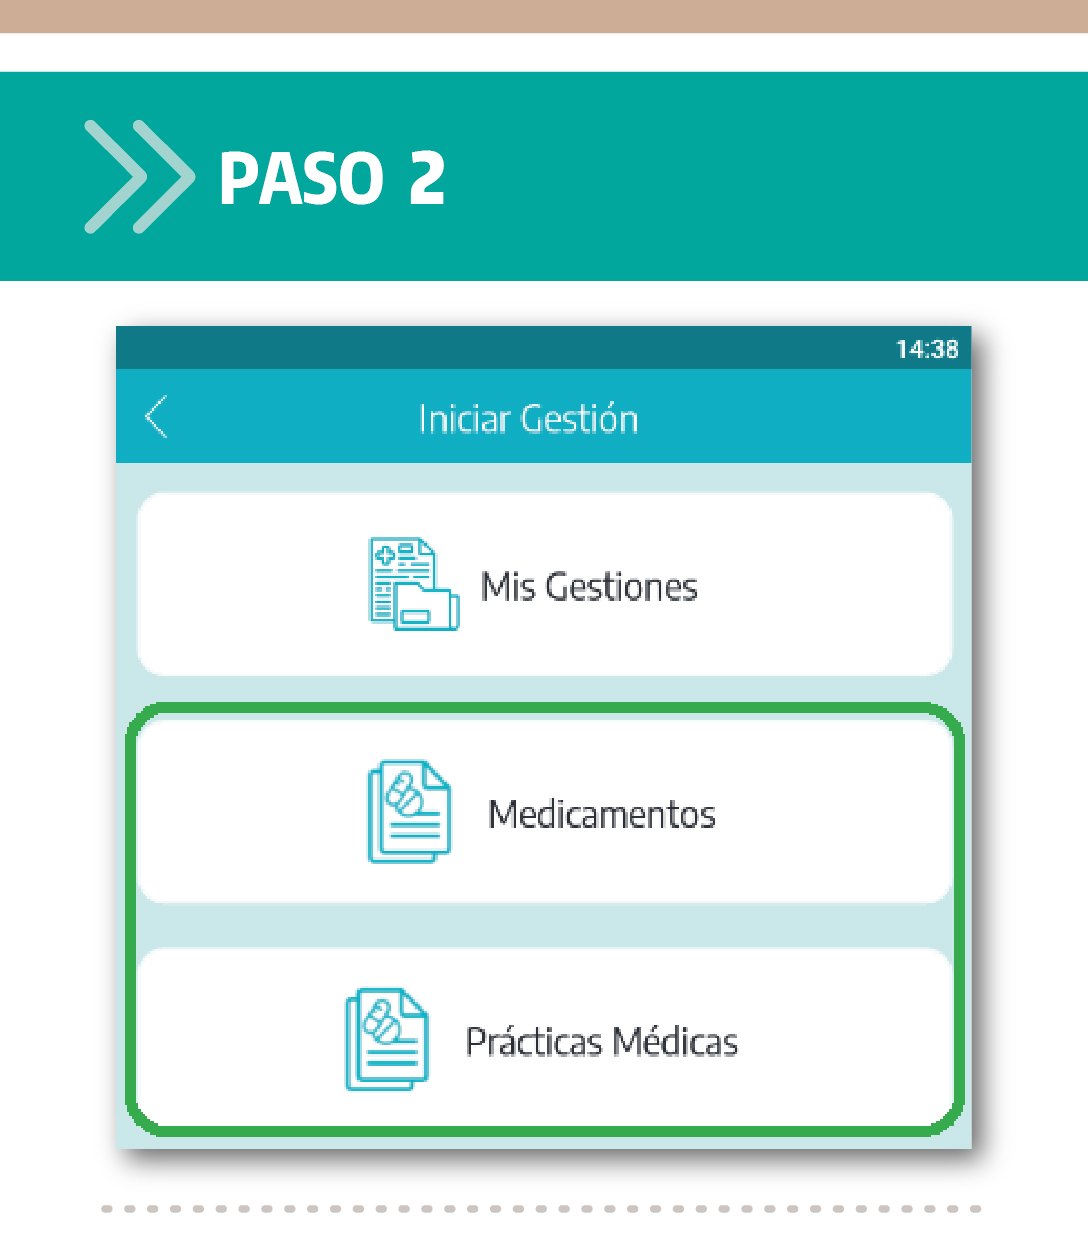 PASO 2
14:38
Iniciar Gestión
Mis Gestiones
Medicamentos
Prácticas Médicas